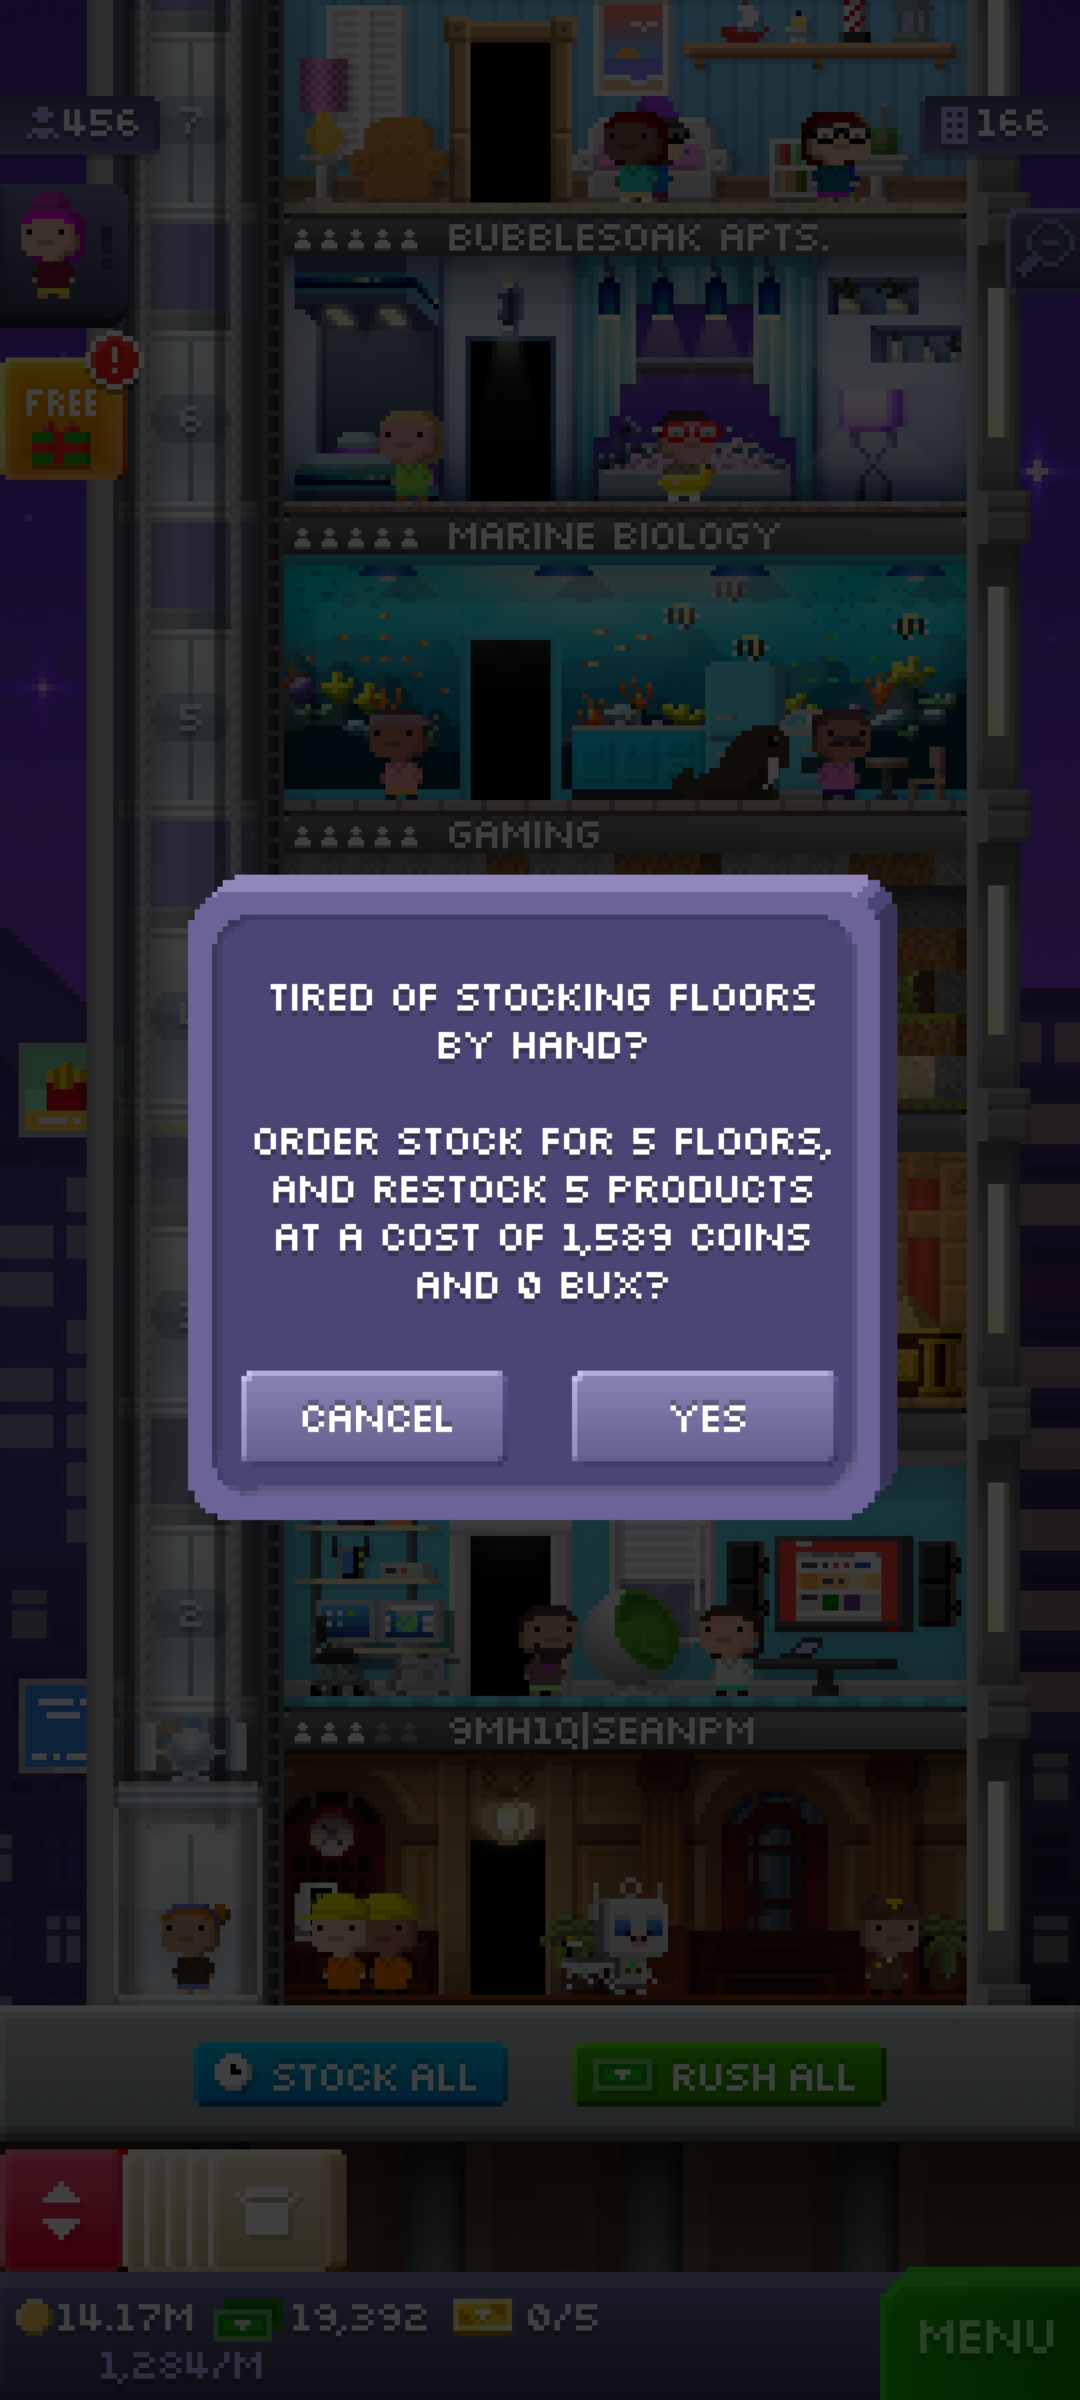 456
7
166
BUBBLESOAK APTS.
FREE
!
6
MARINE BIOLOGY
5
GAMING
TIRED OF STOCKING FLOORS
BY HAND?
ORDER STOCK FOR 5 FLOORS,
AND RESTOCK 5 PRODUCTS
AT A COST OF 1,589 COINS
AND 0 BUX?
CANCEL
YES
2
9MH1Q|SEANPM
STOCK ALL
RUSH ALL
14.17M
19,392
0/5
1,284/M
MENU